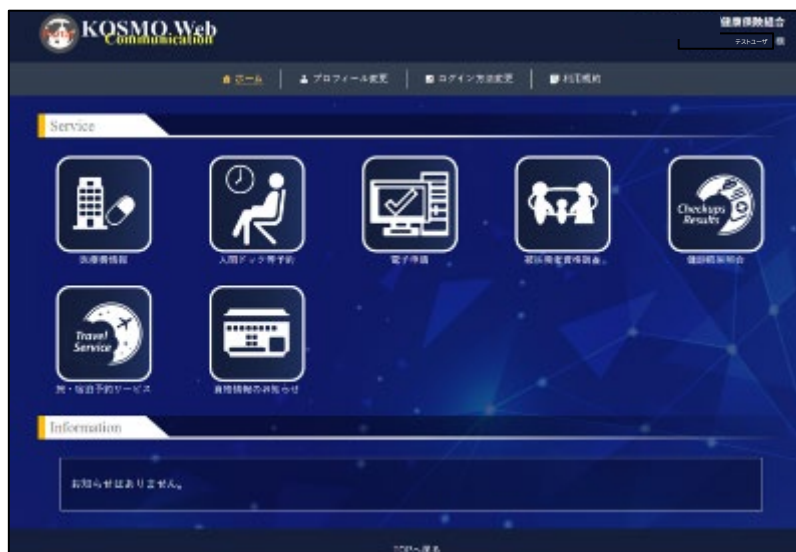 KOSMO Web
Communication
健康保険組合
テストユーザ 様
ホーム
プロフィール変更
ログイン方法変更
利用規約
Service
医療費情報
人間ドック等予約
電子申請
被扶養者資格調査
Checkups
Results
健診結果照会
Travel
Service
旅・宿泊予約サービス
資格情報のお知らせ
Information
お知らせはありません。
TOPへ戻る